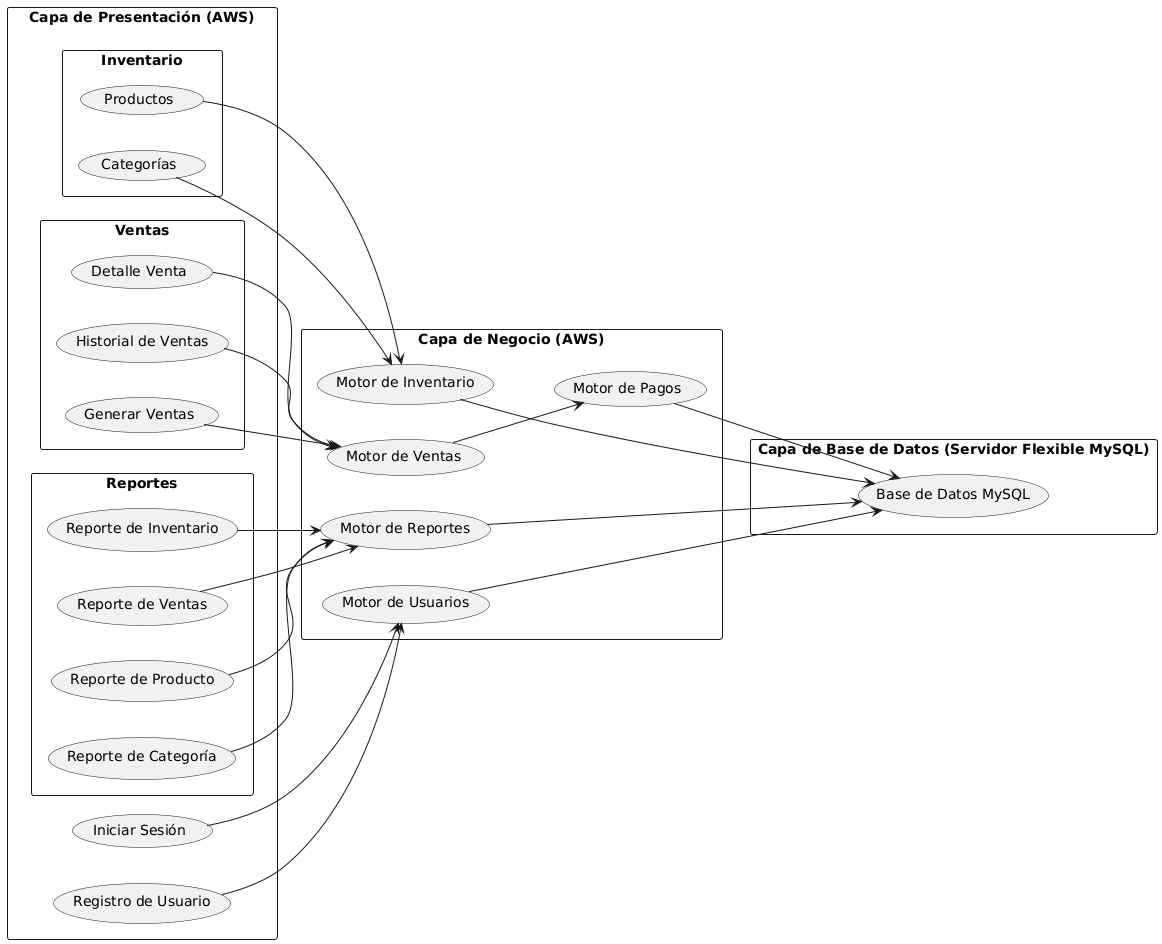 Capa de Presentación (AWS)
Inventario
Productos
Categorías
Ventas
Detalle Venta
Historial de Ventas
Generar Ventas
Reportes
Reporte de Inventario
Reporte de Ventas
Reporte de Producto
Reporte de Categoría
Iniciar Sesión
Registro de Usuario
Capa de Negocio (AWS)
Motor de Inventario
Motor de Pagos
Motor de Ventas
Motor de Reportes
Motor de Usuarios
Capa de Base de Datos (Servidor Flexible MySQL)
Base de Datos MySQL